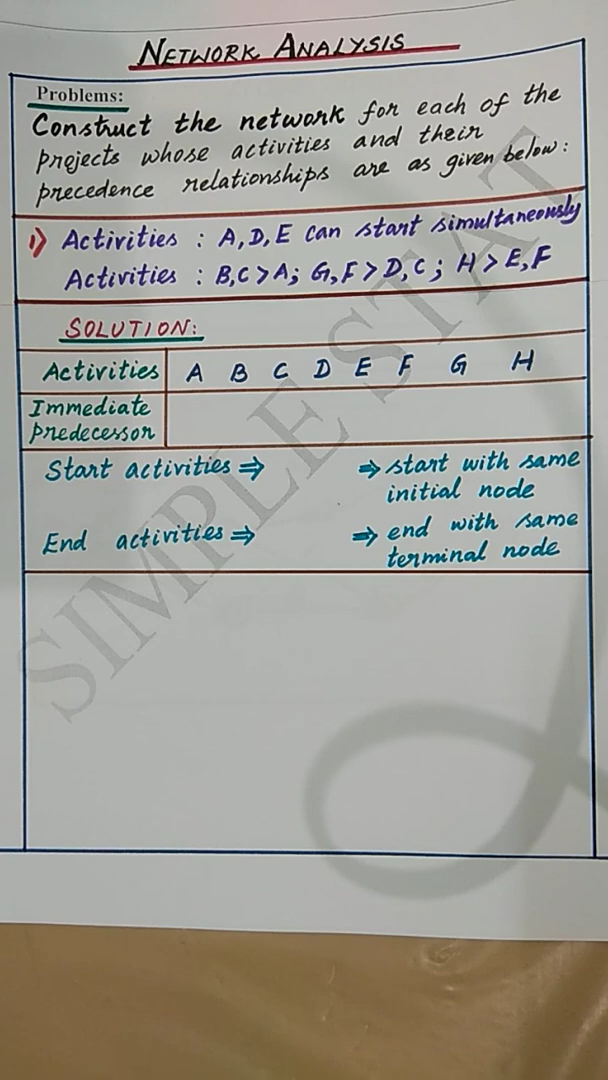 NETWORK ANALYSIS
Problems:
Construct the network for each of the
projects whose activities and their
precedence relationships are as given below:
1) Activities : A, D, E can start simultaneously
Activities : B, C > A; G, F > D, C; H > E, F
SOLUTION:
Activities A B C D E F G H
Immediate
predecessor
Start activities ⇒ ⇒ start with same
initial node
End activities ⇒ ⇒ end with same
terminal node
SIMPLE STAT